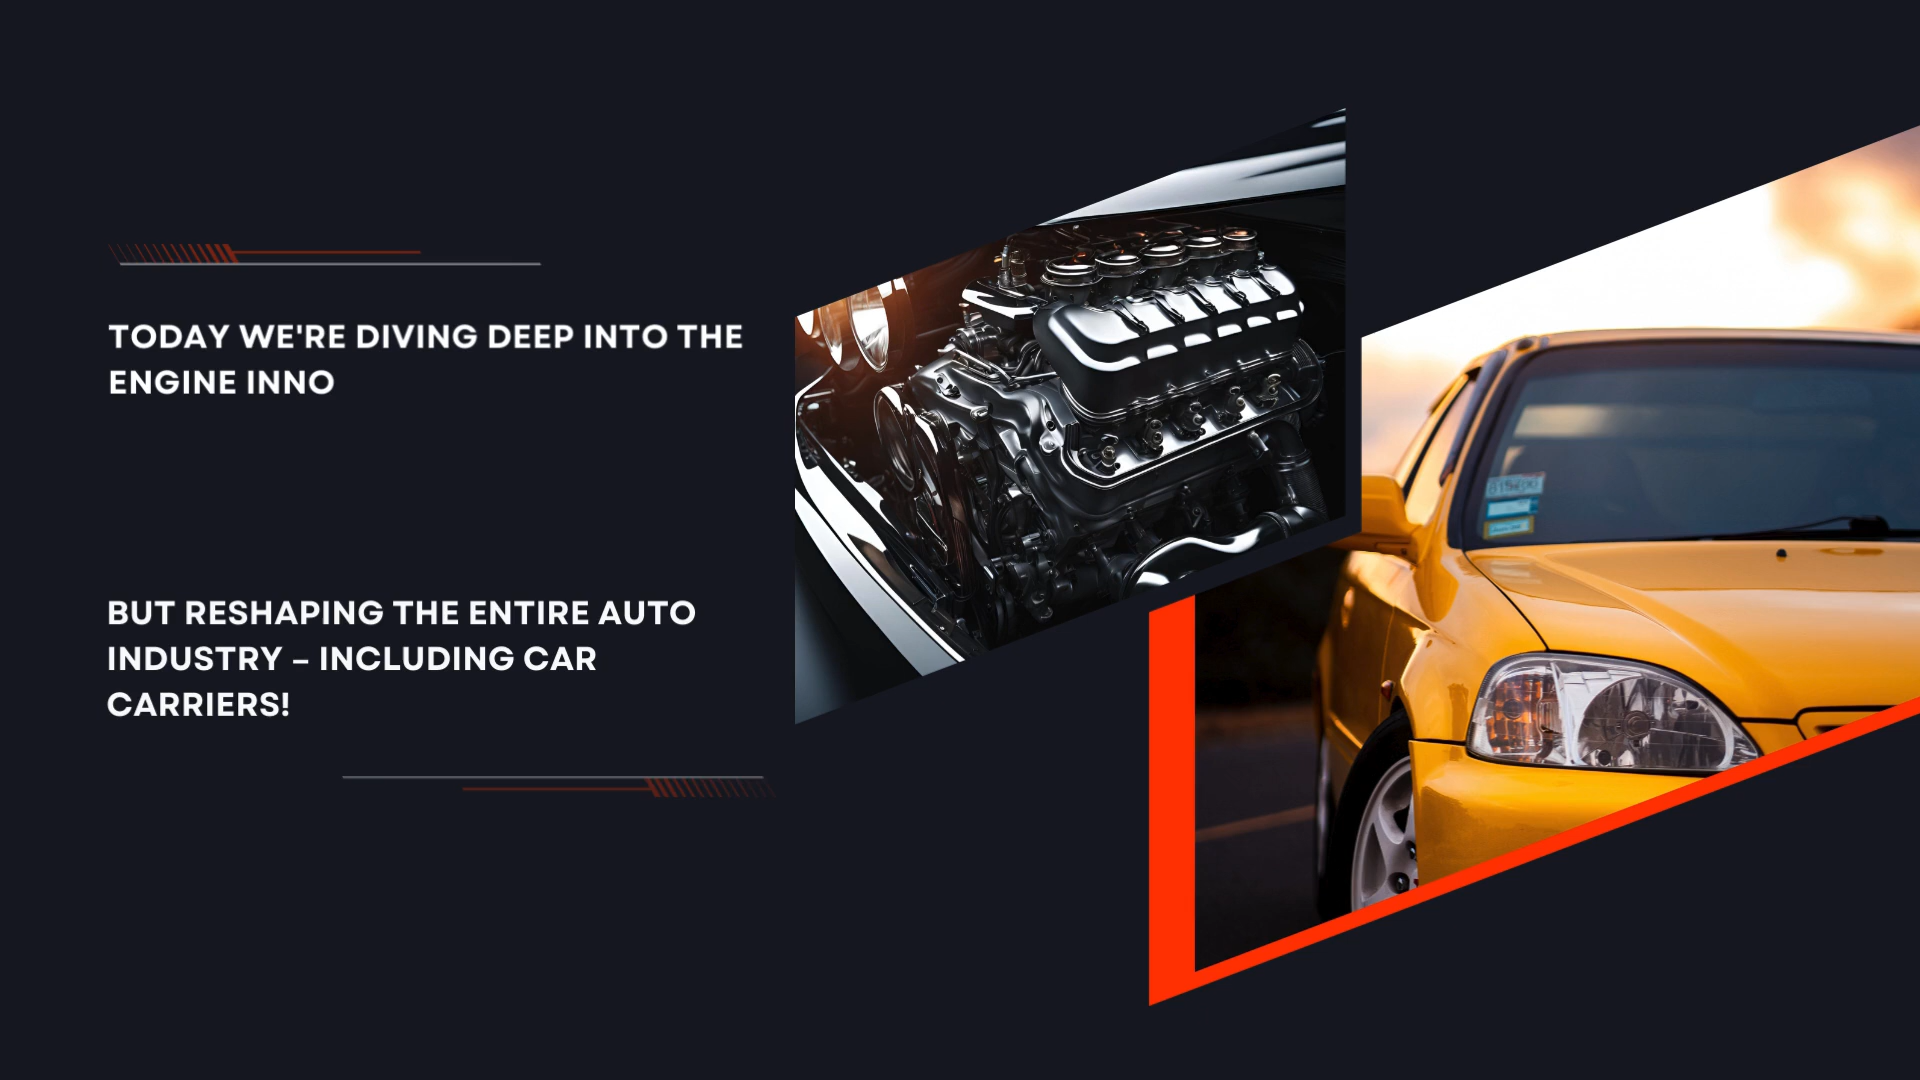 TODAY WE'RE DIVING DEEP INTO THE
ENGINE INNO
BUT RESHAPING THE ENTIRE AUTO
INDUSTRY – INCLUDING CAR
CARRIERS!